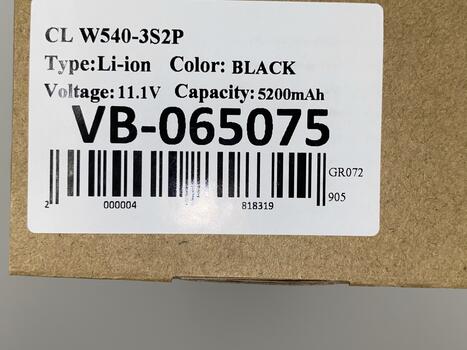 CL W540-3S2P
Type:Li-ion Color: BLACK
Voltage: 11.1V Capacity: 5200mAh
VB-065075
GR072
2 000004 818319 905